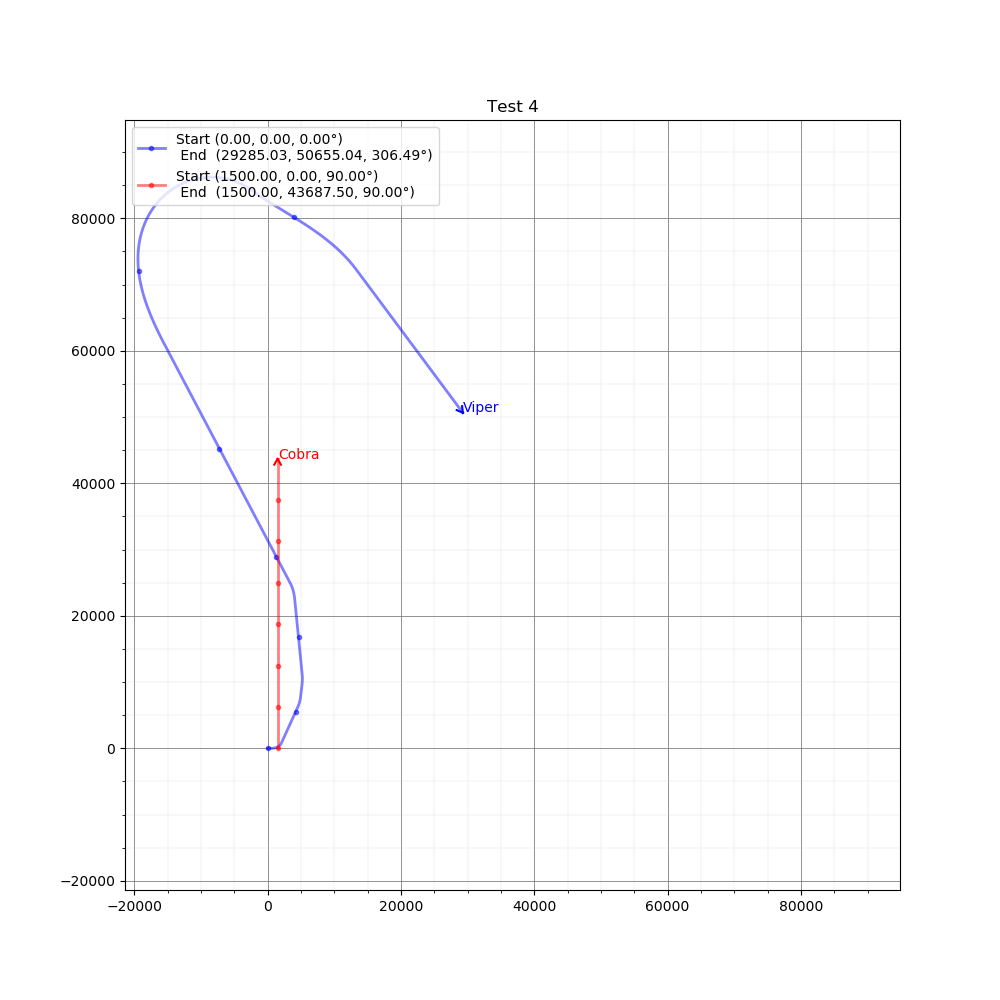 Test 4
Start (0.00, 0.00, 0.00°)
End (29285.03, 50655.04, 306.49°)
Start (1500.00, 0.00, 90.00°)
End (1500.00, 43687.50, 90.00°)
80000
60000
Viper
Cobra
40000
20000
0
−20000
−20000 0 20000 40000 60000 80000